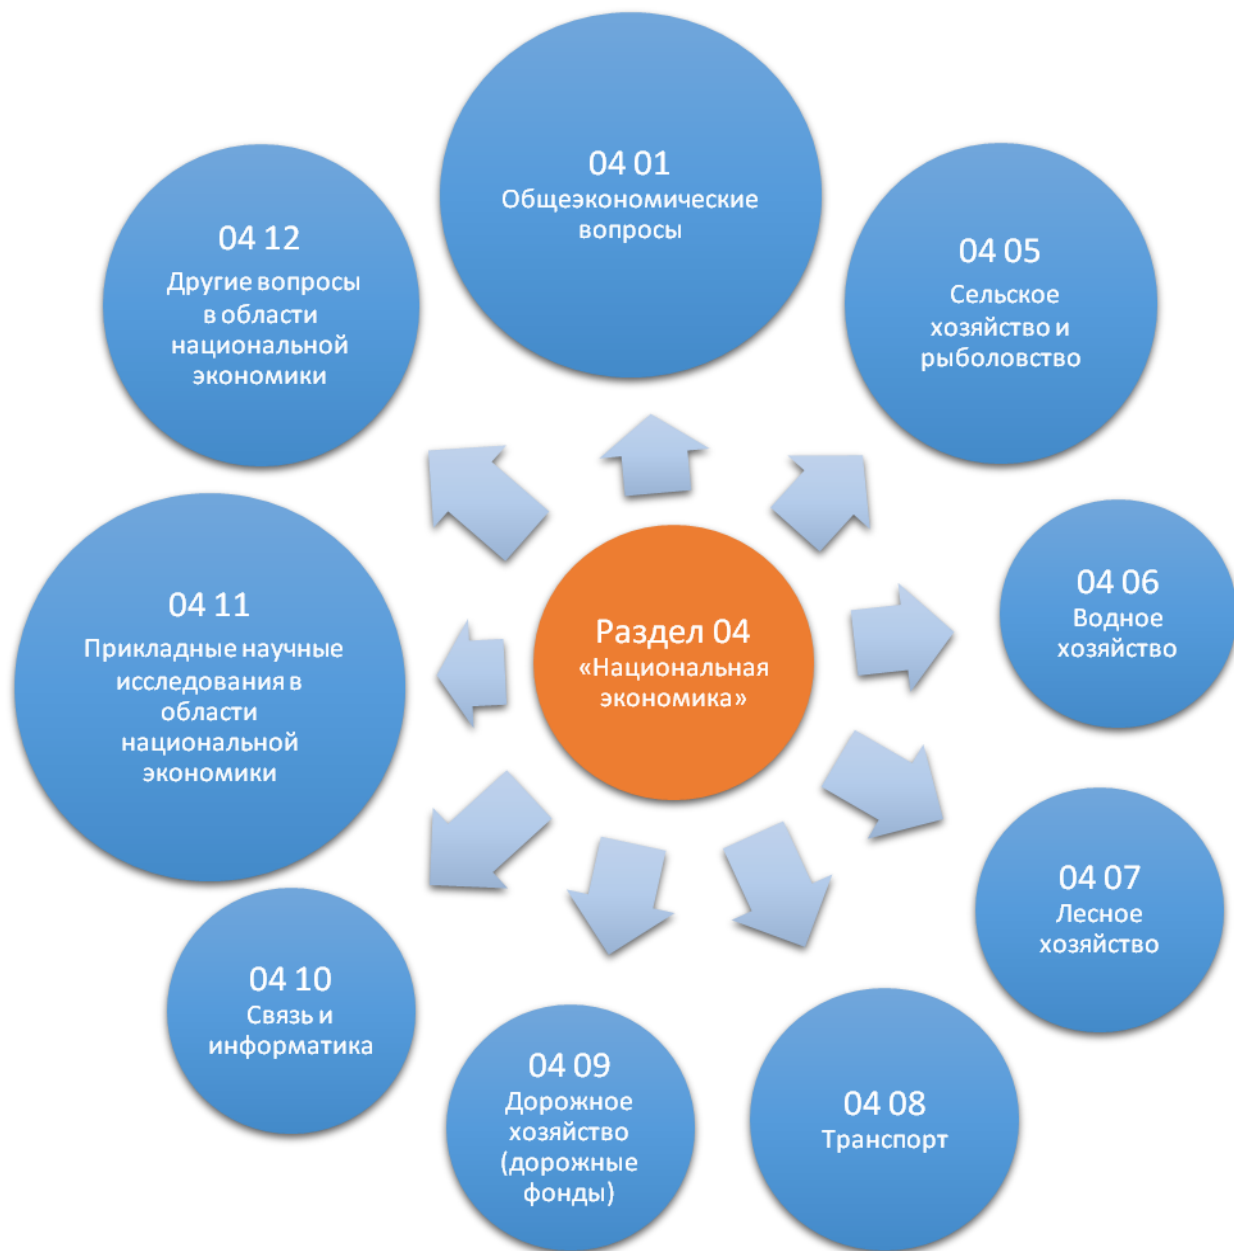 04 01
Общеэкономические
вопросы
04 05
Сельское
хозяйство и
рыболовство
04 06
Водное
хозяйство
04 07
Лесное
хозяйство
04 08
Транспорт
04 09
Дорожное
хозяйство
(дорожные
фонды)
04 10
Связь и
информатика
04 11
Прикладные научные
исследования в
области
национальной
экономики
04 12
Другие вопросы
в области
национальной
экономики
Раздел 04
«Национальная
экономика»